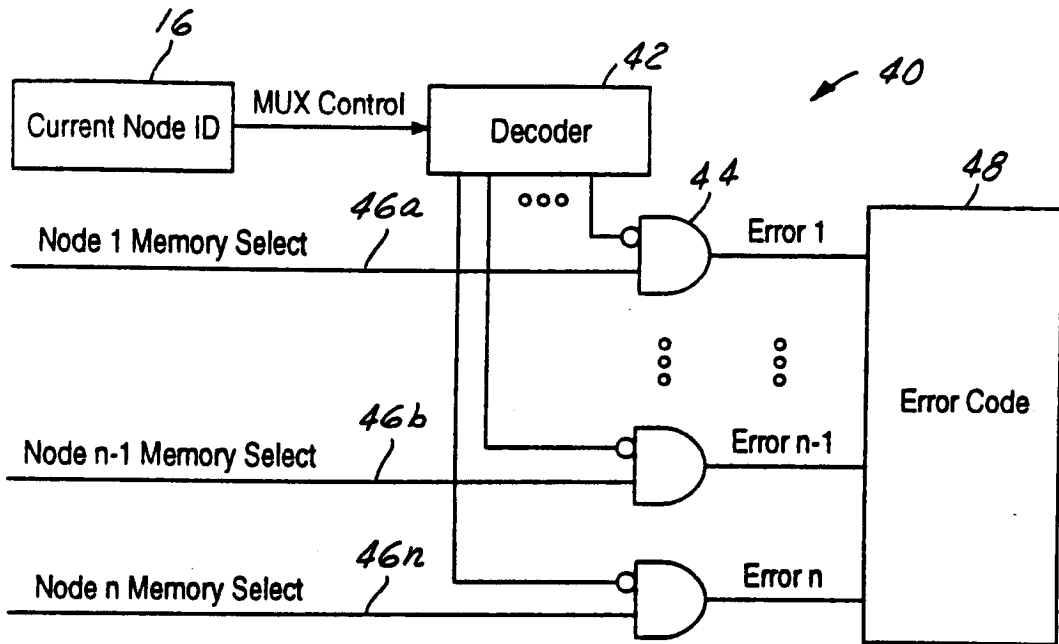 16
42
40
Current Node ID
MUX Control
Decoder
44
48
46a
Node 1 Memory Select
Error 1
Error Code
46b
Node n-1 Memory Select
Error n-1
46n
Node n Memory Select
Error n